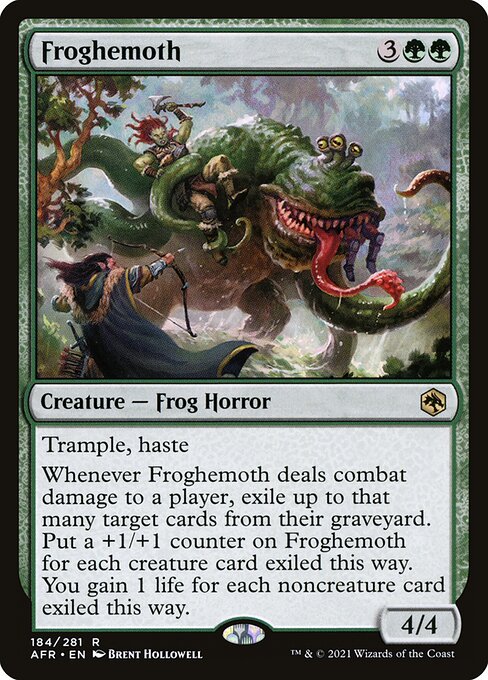 Froghemoth 3
Creature — Frog Horror
Trample, haste
Whenever Froghemoth deals combat
damage to a player, exile up to that
many target cards from their graveyard.
Put a +1/+1 counter on Froghemoth
for each creature card exiled this way.
You gain 1 life for each noncreature card
exiled this way.
4/4
184/281 R
AFR • EN Brent Hollowell ™ & © 2021 Wizards of the Coast